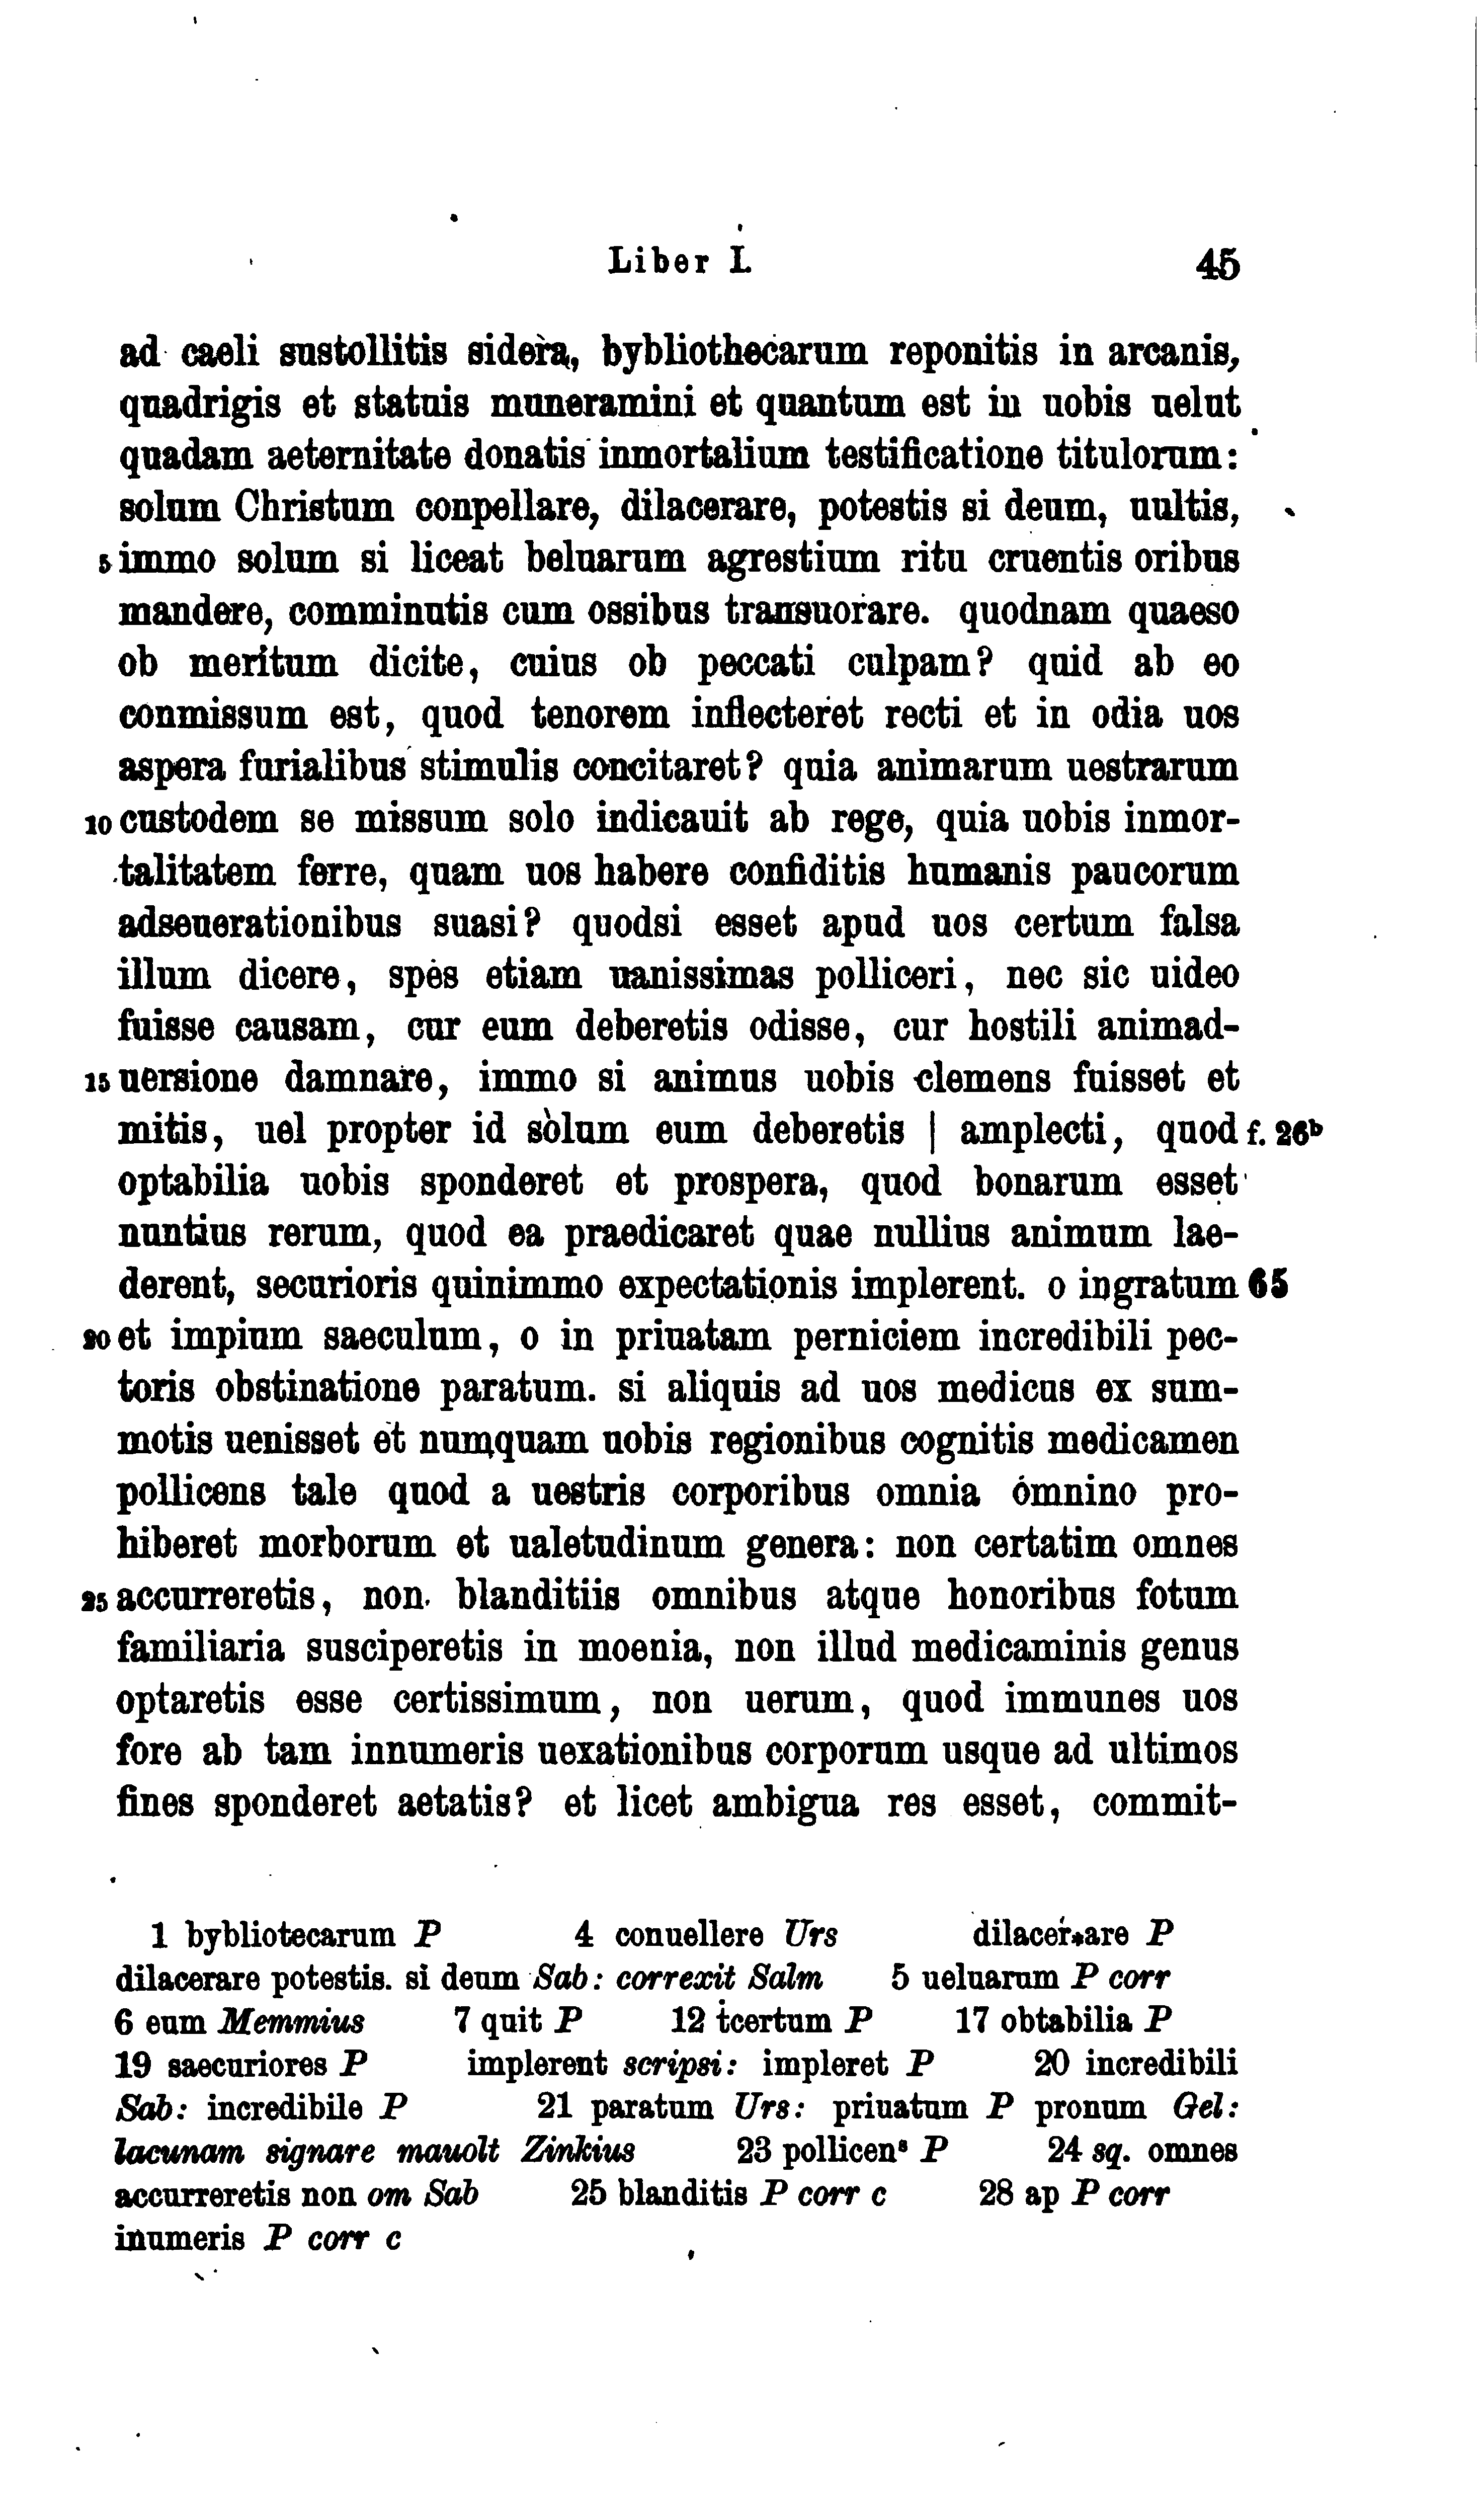 Liber I. 45
ad caeli sustollitis sidera, bybliothecarum reponitis in arcanis,
quadrigis et statuis muneramini et quantum est in uobis uelut
quadam aeternitate donatis inmortalium testificatione titulorum:
solum Christum conpellare, dilacerare, potestis si deum, uultis,
5 immo solum si liceat beluarum agrestium ritu cruentis oribus
mandere, comminutis cum ossibus transuorare. quodnam quaeso
ob meritum dicite, cuius ob peccati culpam? quid ab eo
conmissum est, quod tenorem inflecteret recti et in odia uos
aspera furialibus stimulis concitaret? quia animarum uestrarum
10 custodem se missum solo indicauit ab rege, quia uobis inmor-
talitatem ferre, quam uos habere confiditis humanis paucorum
adseuerationibus suasi? quodsi esset apud uos certum falsa
illum dicere, spes etiam uanissimas polliceri, nec sic uideo
fuisse causam, cur eum deberetis odisse, cur hostili animad-
15 uersione damnare, immo si animus uobis clemens fuisset et
mitis, uel propter id solum eum deberetis | amplecti, quod f. 26b
optabilia uobis sponderet et prospera, quod bonarum esset
nuntius rerum, quod ea praedicaret quae nullius animum lae-
derent, securioris quinimmo expectationis implerent. o ingratum 65
20 et impium saeculum, o in priuatam perniciem incredibili pec-
toris obstinatione paratum. si aliquis ad uos medicus ex sum-
motis uenisset et numquam uobis regionibus cognitis medicamen
pollicens tale quod a uestris corporibus omnia omnino pro-
hiberet morborum et ualetudinum genera: non certatim omnes
25 accurreretis, non blanditiis omnibus atque honoribus fotum
familiaria susciperetis in moenia, non illud medicaminis genus
optaretis esse certissimum, non uerum, quod immunes uos
fore ab tam innumeris uexationibus corporum usque ad ultimos
fines sponderet aetatis? et licet ambigua res esset, commit-
1 bybliotecarum P 4 conuellere Urs dilacer*are P
dilacerare potestis. si deum Sab: correxit Salm 5 ueluarum P corr
6 eum Memmius 7 quit P 12 tcertum P 17 obtabilia P
19 saecuriores P implerent scripsi: impleret P 20 incredibili
Sab: incredibile P 21 paratum Urs: priuatum P pronum Gel:
lacunam signare mauolt Zinkius 23 pollicens P 24 sq. omnes
accurreretis non om Sab 25 blanditis P corr c 28 ap P corr
inumeris P corr c